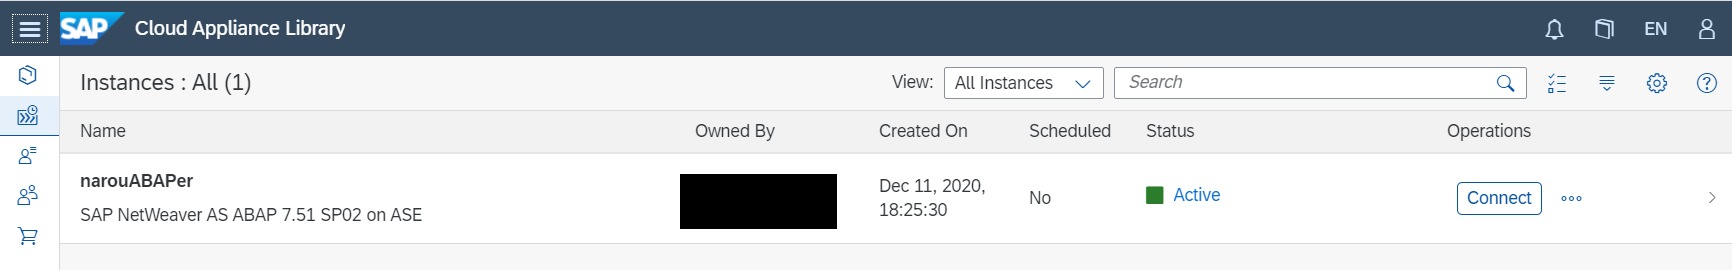 SAP Cloud Appliance Library EN
Instances : All (1) View: All Instances Search
Name Owned By Created On Scheduled Status Operations
narouABAPer
SAP NetWeaver AS ABAP 7.51 SP02 on ASE
Dec 11, 2020,
18:25:30
No
Active
Connect